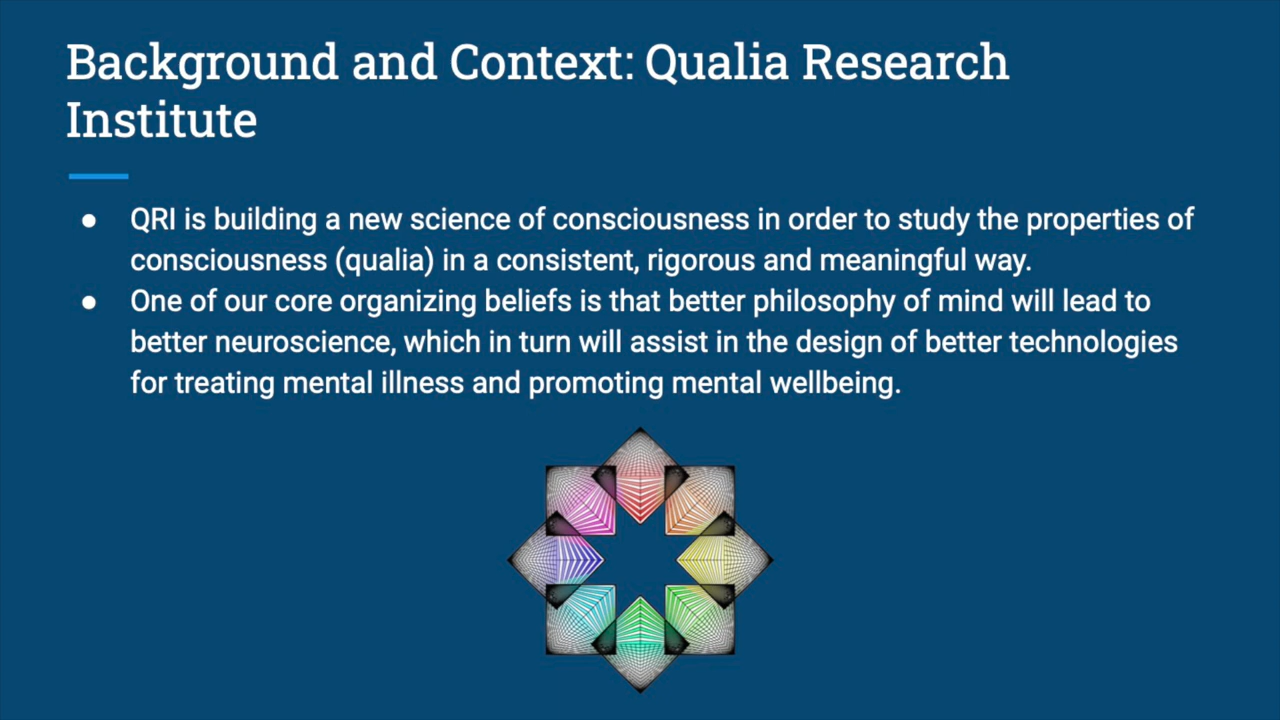 Background and Context: Qualia Research
Institute
● QRI is building a new science of consciousness in order to study the properties of
consciousness (qualia) in a consistent, rigorous and meaningful way.
● One of our core organizing beliefs is that better philosophy of mind will lead to
better neuroscience, which in turn will assist in the design of better technologies
for treating mental illness and promoting mental wellbeing.